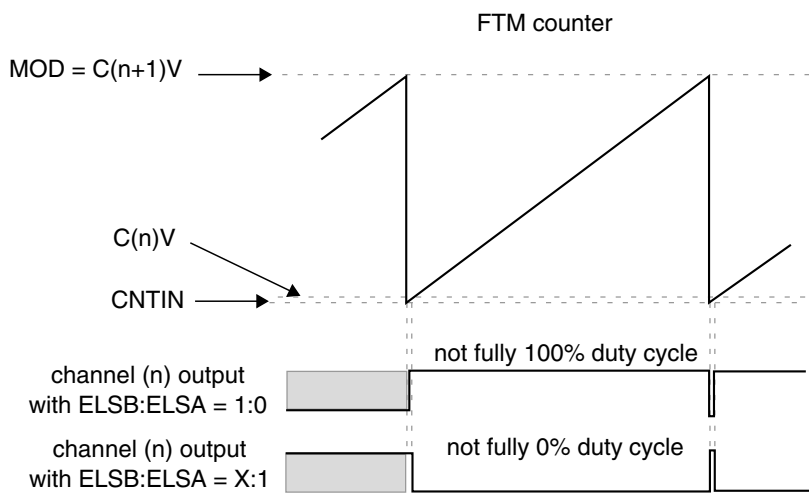 FTM counter
MOD = C(n+1)V
C(n)V
CNTIN
not fully 100% duty cycle
channel (n) output
with ELSB:ELSA = 1:0
not fully 0% duty cycle
channel (n) output
with ELSB:ELSA = X:1